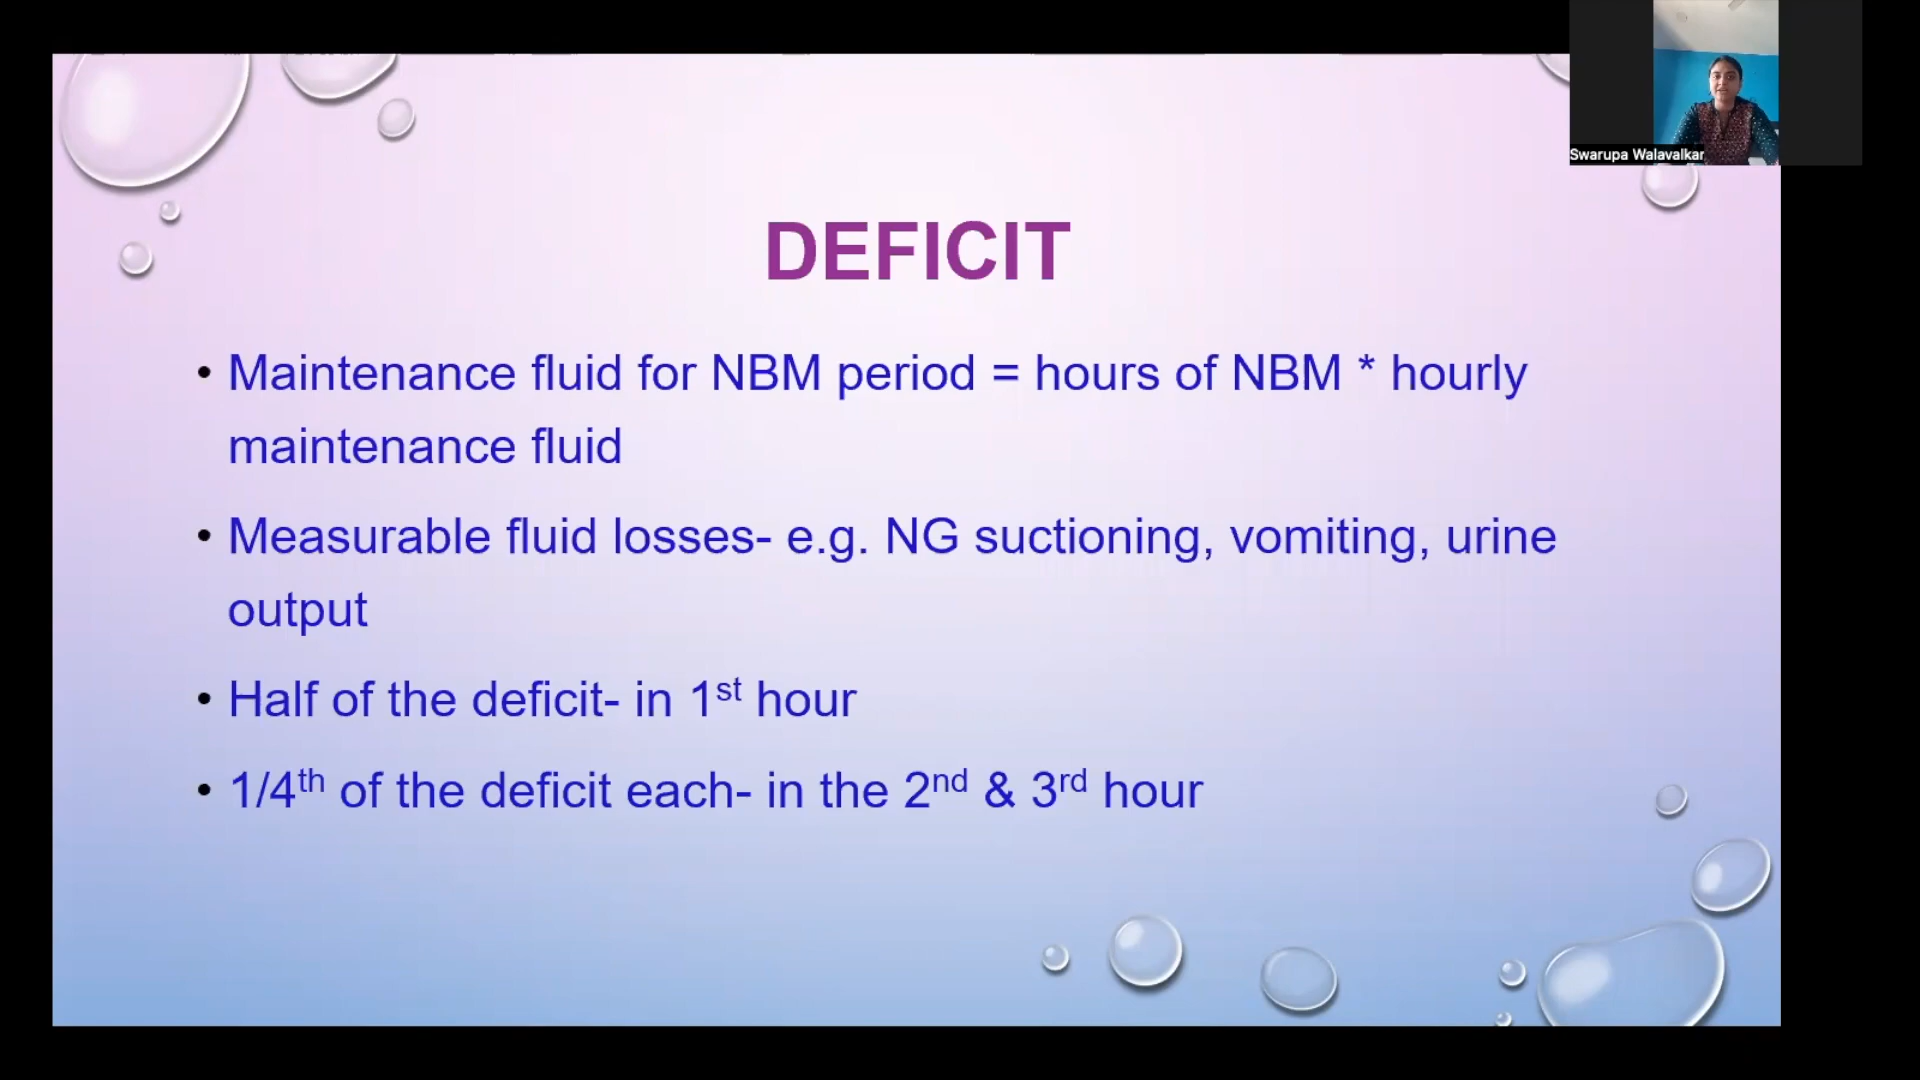 Swarupa Walavalkar
DEFICIT
• Maintenance fluid for NBM period = hours of NBM * hourly
maintenance fluid
• Measurable fluid losses- e.g. NG suctioning, vomiting, urine
output
• Half of the deficit- in 1st hour
• 1/4th of the deficit each- in the 2nd & 3rd hour